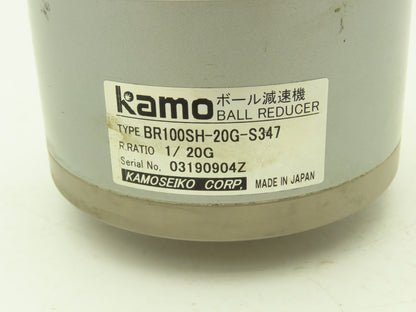 kamo ボール減速機
BALL REDUCER
TYPE BR100SH-20G-S347
R.RATIO 1/ 20G
Serial No. 03190904Z
KAMOSEIKO CORP. MADE IN JAPAN